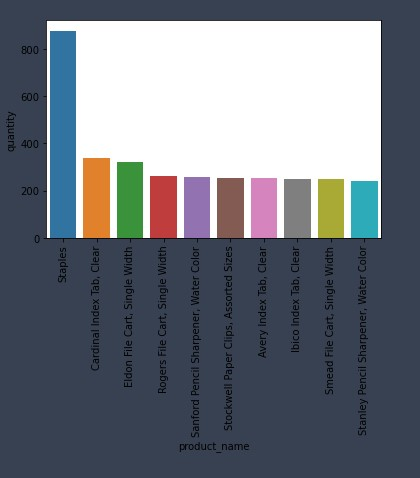 800
600
400
200
0
quantity
Staples
Cardinal Index Tab, Clear
Eldon File Cart, Single Width
Rogers File Cart, Single Width
Sanford Pencil Sharpener, Water Color
Stockwell Paper Clips, Assorted Sizes
Avery Index Tab, Clear
Ibico Index Tab, Clear
Smead File Cart, Single Width
Stanley Pencil Sharpener, Water Color
product_name